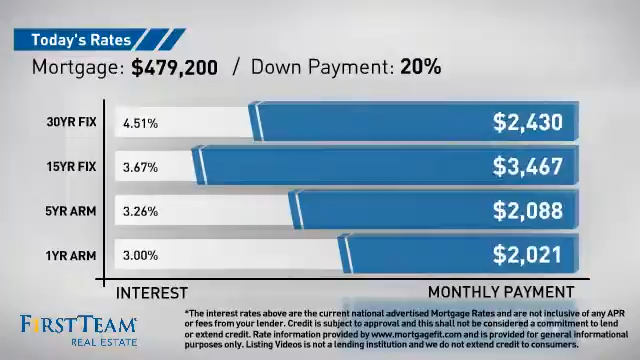 Today's Rates
Mortgage: $479,200 / Down Payment: 20%
30YR FIX 4.51% $2,430
15YR FIX 3.67% $3,467
5YR ARM 3.26% $2,088
1YR ARM 3.00% $2,021
INTEREST MONTHLY PAYMENT
FIRSTTEAM®
REAL ESTATE
*The interest rates above are the current national advertised Mortgage Rates and are not inclusive of any APR
or fees from your lender. Credit is subject to approval and this shall not be considered a commitment to lend
or extend credit. Rate information provided by www.mortgagefit.com and is provided for general informational
purposes only. Listing Videos is not a lending institution and we do not extend credit to consumers.